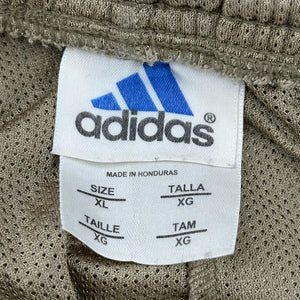 adidas®
MADE IN HONDURAS
SIZE TALLA
XL XG
TAILLE TAM
XG XG